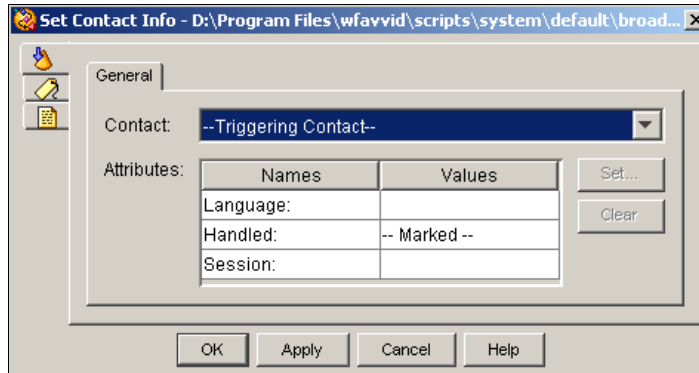 Set Contact Info - D:\Program Files\wfavvid\scripts\system\default\broad...
General
Contact: --Triggering Contact--
Attributes: Names Values Set...
Language:
Clear
Handled: -- Marked --
Session:
OK Apply Cancel Help